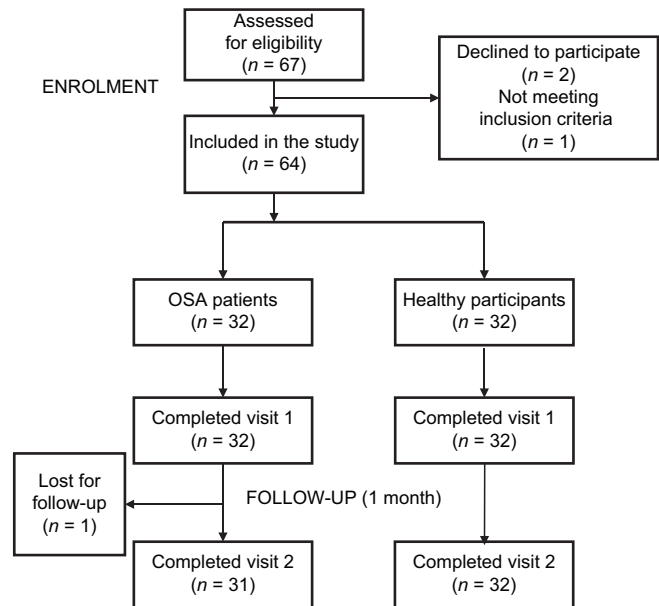 Assessed
for eligibility
(n = 67)
ENROLMENT
Declined to participate
(n = 2)
Not meeting
inclusion criteria
(n = 1)
Included in the study
(n = 64)
OSA patients
(n = 32)
Healthy participants
(n = 32)
Completed visit 1
(n = 32)
Completed visit 1
(n = 32)
Lost for
follow-up
(n = 1)
FOLLOW-UP (1 month)
Completed visit 2
(n = 31)
Completed visit 2
(n = 32)